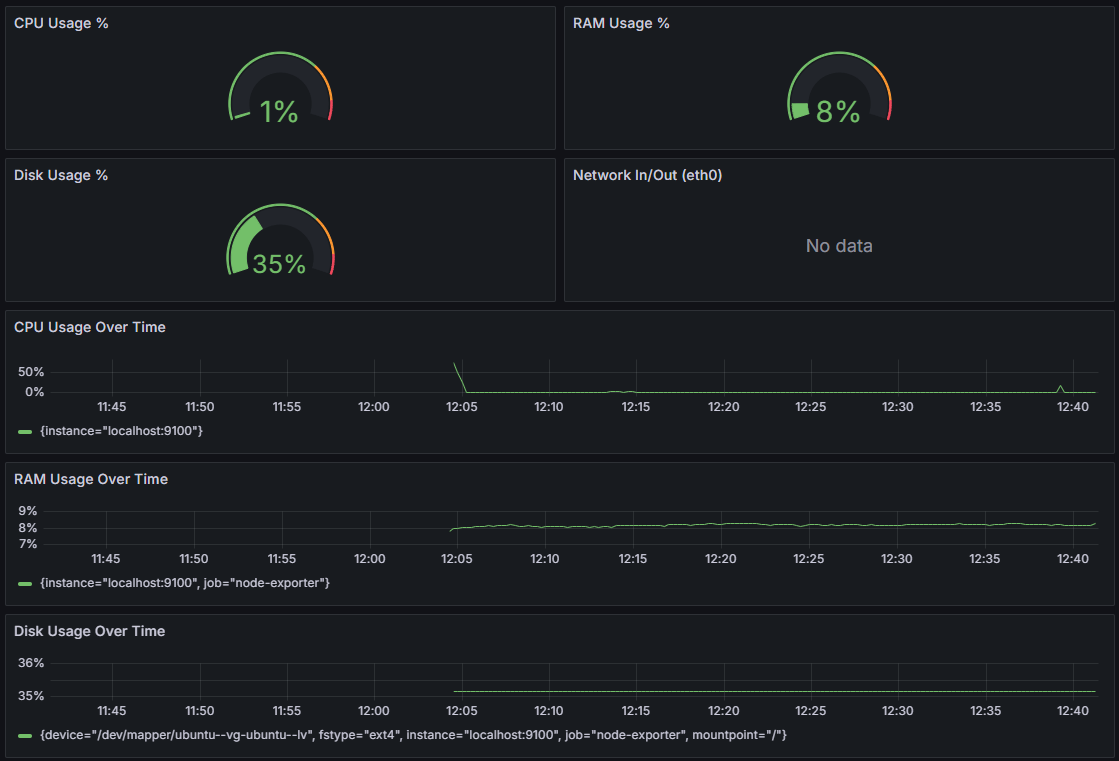 CPU Usage %
1%
RAM Usage %
8%
Disk Usage %
35%
Network In/Out (eth0)
No data
CPU Usage Over Time
50%
0%
11:45 11:50 11:55 12:00 12:05 12:10 12:15 12:20 12:25 12:30 12:35 12:40
{instance="localhost:9100"}
RAM Usage Over Time
9%
8%
7%
11:45 11:50 11:55 12:00 12:05 12:10 12:15 12:20 12:25 12:30 12:35 12:40
{instance="localhost:9100", job="node-exporter"}
Disk Usage Over Time
36%
35%
11:45 11:50 11:55 12:00 12:05 12:10 12:15 12:20 12:25 12:30 12:35 12:40
{device="/dev/mapper/ubuntu--vg-ubuntu--lv", fstype="ext4", instance="localhost:9100", job="node-exporter", mountpoint="/"}